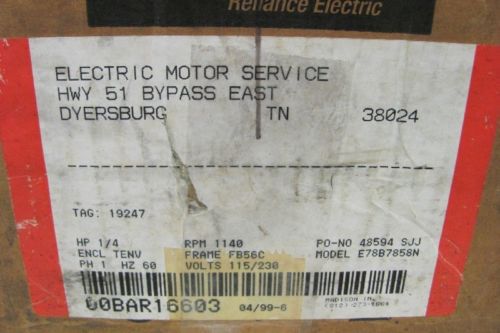 Reliance Electric
ELECTRIC MOTOR SERVICE
HWY 51 BYPASS EAST
DYERSBURG TN 38024
TAG: 19247
HP 1/4 RPM 1140 PO-NO 48594 SJJ
ENCL TENV FRAME FB56C MODEL E78B7858N
PH 1 HZ 60 VOLTS 115/230
00BAR16603 04/99-6 MADISON